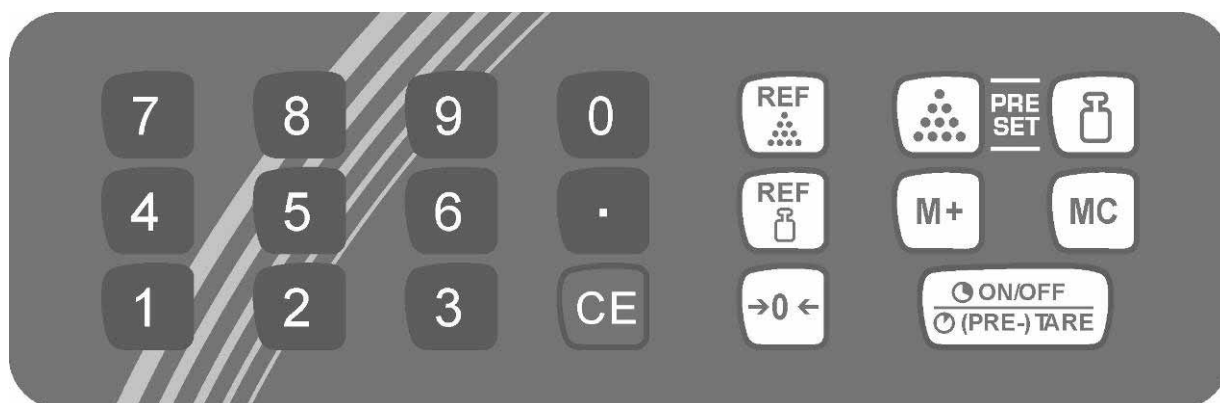 7 8 9 0 REF PRE
SET
4 5 6 . REF M+ MC
1 2 3 CE →0← ON/OFF
(PRE-) TARE